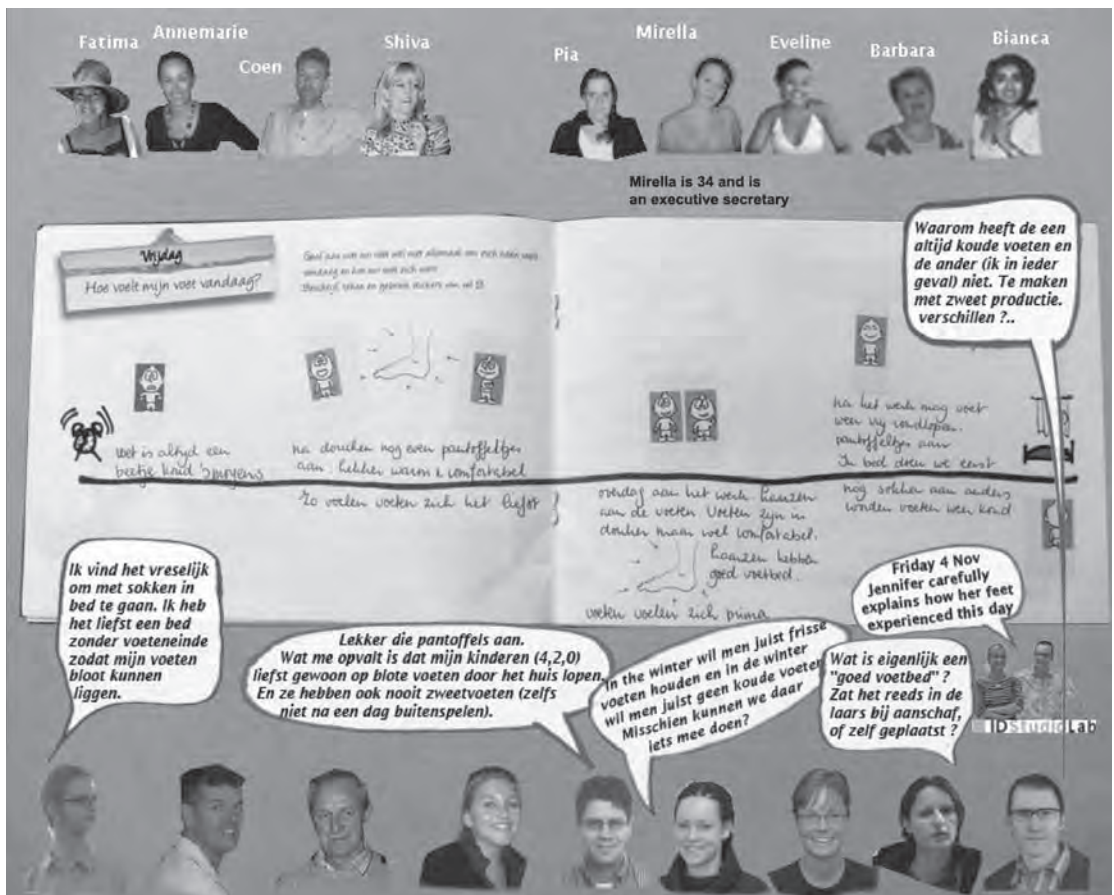 Fatima
Annemarie
Coen
Shiva
Pia
Mirella
Eveline
Barbara
Bianca
Mirella is 34 and is
an executive secretary
Vrijdag
Hoe voelt mijn voet vandaag?
Waarom heeft de een
altijd koude voeten en
de ander (ik in ieder
geval) niet. Te maken
met zweet productie.
verschillen ?..
voet is altijd een
beetje koud 's morgens
na douchen nog even pantoffeltjes
aan. lekker warm & comfortabel
Zo voelen voeten zich het liefst
overdag aan het werk laarzen
aan de voeten Voeten zijn in
donker maar wel comfortabel.
laarzen hebben
goed voetbed.
voeten voelen zich prima
na het werk mag voet
weer vrij rondlopen.
pantoffeltjes aan
In bed doen we eerst
nog sokken aan anders
worden voeten weer koud
Ik vind het vreselijk
om met sokken in
bed te gaan. Ik heb
het liefst een bed
zonder voeteneinde
zodat mijn voeten
bloot kunnen
liggen.
Lekker die pantoffels aan.
Wat me opvalt is dat mijn kinderen (4,2,0)
liefst gewoon op blote voeten door het huis lopen.
En ze hebben ook nooit zweetvoeten (zelfs
niet na een dag buitenspelen).
In the winter wil men juist frisse
voeten houden en in de winter
wil men juist geen koude voeten
Misschien kunnen we daar
iets mee doen?
Friday 4 Nov
Jennifer carefully
explains how her feet
experienced this day
Wat is eigenlijk een
"goed voetbed" ?
Zat het reeds in de
laars bij aanschaf,
of zelf geplaatst ?
IDStudioLab